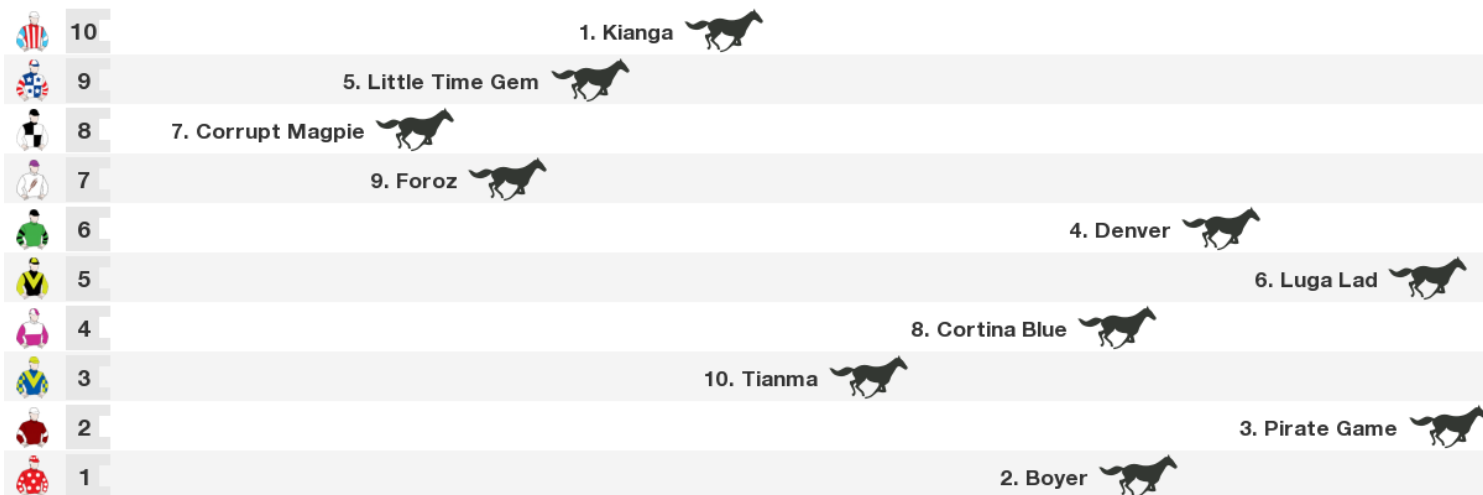 10 1. Kianga
9 5. Little Time Gem
8 7. Corrupt Magpie
7 9. Foroz
6 4. Denver
5 6. Luga Lad
4 8. Cortina Blue
3 10. Tianma
2 3. Pirate Game
1 2. Boyer